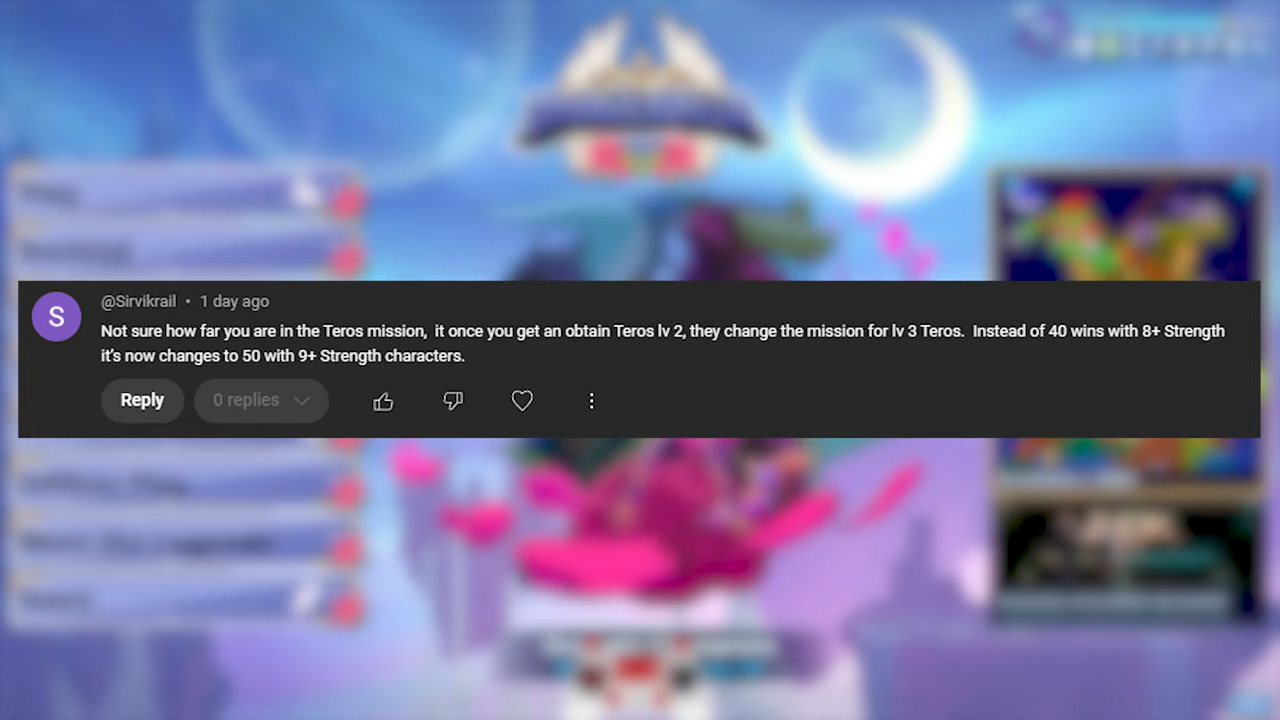 S
@Sirvikrail • 1 day ago
Not sure how far you are in the Teros mission,  it once you get an obtain Teros lv 2, they change the mission for lv 3 Teros.  Instead of 40 wins with 8+ Strength
it's now changes to 50 with 9+ Strength characters.
Reply
0 replies